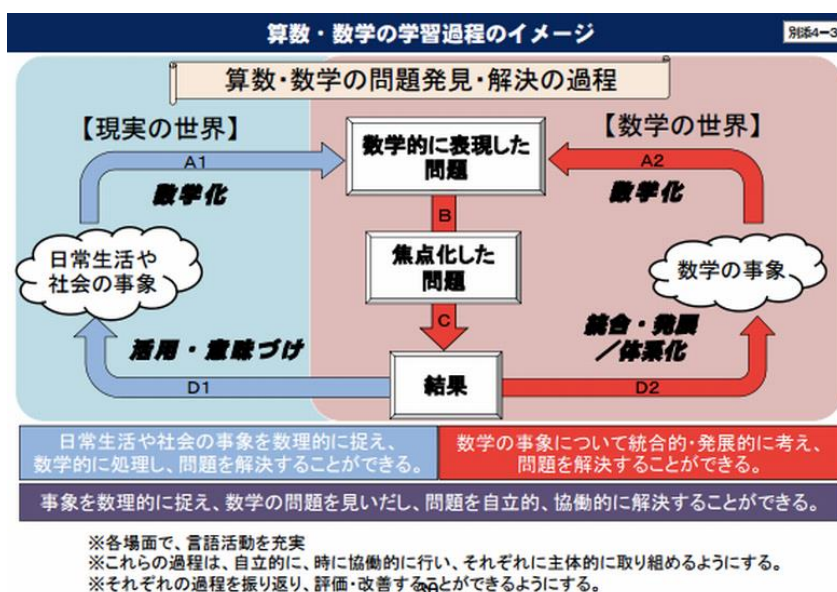 算数・数学の学習過程のイメージ
別添4-3
算数・数学の問題発見・解決の過程
【現実の世界】
【数学の世界】
数学的に表現した
問題
A1
A2
数学化
数学化
B
日常生活や
社会の事象
焦点化した
問題
数学の事象
C
活用・意味づけ
統合・発展
/体系化
D1
結果
D2
日常生活や社会の事象を数理的に捉え、
数学的に処理し、問題を解決することができる。
数学の事象について統合的・発展的に考え、
問題を解決することができる。
事象を数理的に捉え、数学の問題を見いだし、問題を自立的、協働的に解決することができる。
※各場面で、言語活動を充実
※これらの過程は、自立的に、時に協働的に行い、それぞれに主体的に取り組めるようにする。
※それぞれの過程を振り返り、評価・改善することができるようにする。